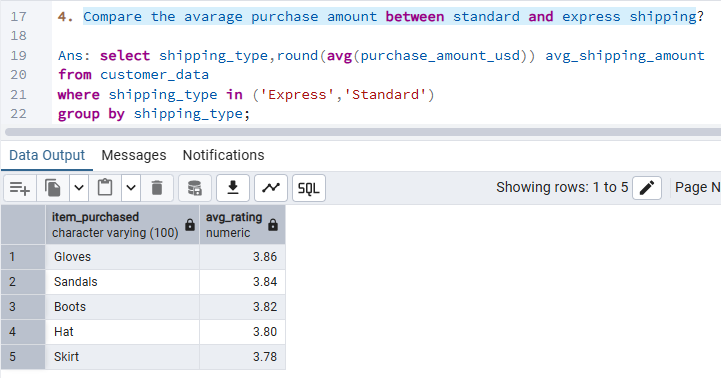 17 4. Compare the avarage purchase amount between standard and express shipping?
18
19 Ans: select shipping_type,round(avg(purchase_amount_usd)) avg_shipping_amount
20 from customer_data
21 where shipping_type in ('Express','Standard')
22 group by shipping_type;
Data Output Messages Notifications
SQL Showing rows: 1 to 5 Page N
item_purchased avg_rating
character varying (100) numeric
1 Gloves 3.86
2 Sandals 3.84
3 Boots 3.82
4 Hat 3.80
5 Skirt 3.78